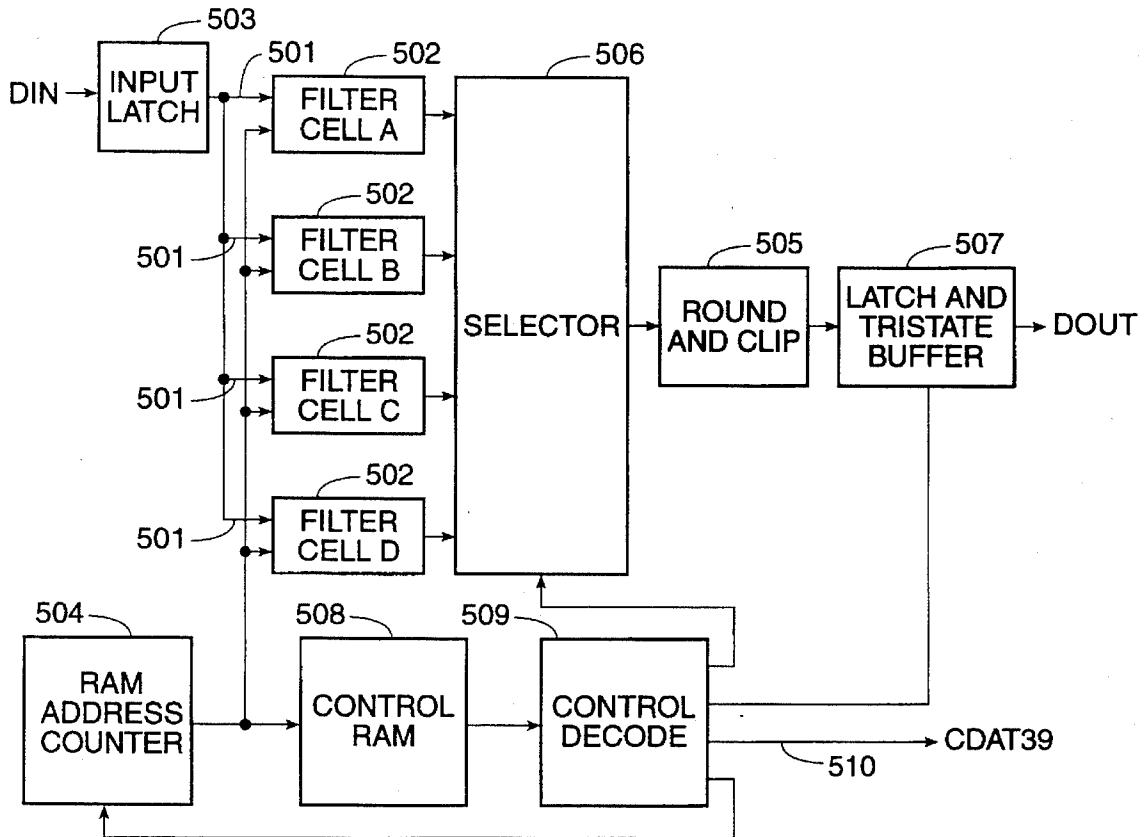 503
501
502
506
DIN
INPUT
LATCH
FILTER
CELL A
502
501
FILTER
CELL B
505
507
SELECTOR
ROUND
AND CLIP
LATCH AND
TRISTATE
BUFFER
DOUT
502
501
FILTER
CELL C
502
501
FILTER
CELL D
504
508
509
RAM
ADDRESS
COUNTER
CONTROL
RAM
CONTROL
DECODE
CDAT39
510